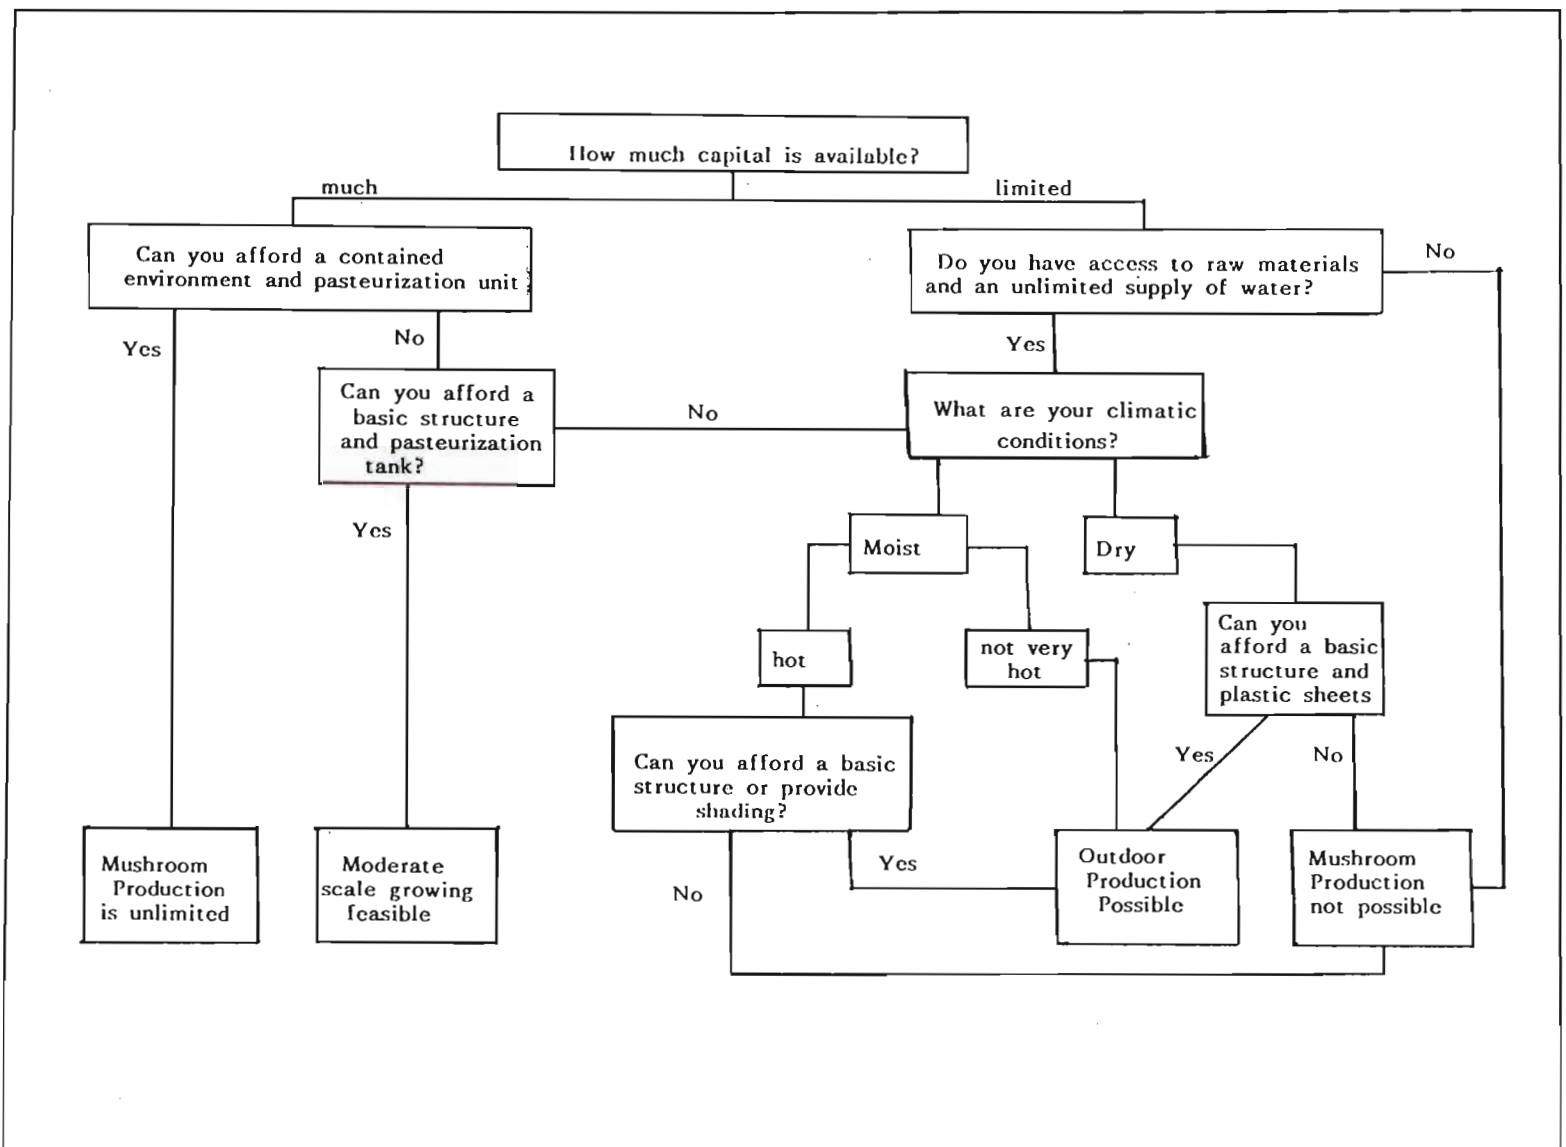 How much capital is available?
much
limited
Can you afford a contained
environment and pasteurization unit?
Do you have access to raw materials
and an unlimited supply of water?
No
Yes
No
Yes
Can you afford a
basic structure
and pasteurization
tank?
No
What are your climatic
conditions?
Yes
Moist
Dry
hot
not very
hot
Can you
afford a basic
structure and
plastic sheets
Can you afford a basic
structure or provide
shading?
Yes
No
No
Yes
Mushroom
Production
is unlimited
Moderate
scale growing
feasible
Outdoor
Production
Possible
Mushroom
Production
not possible